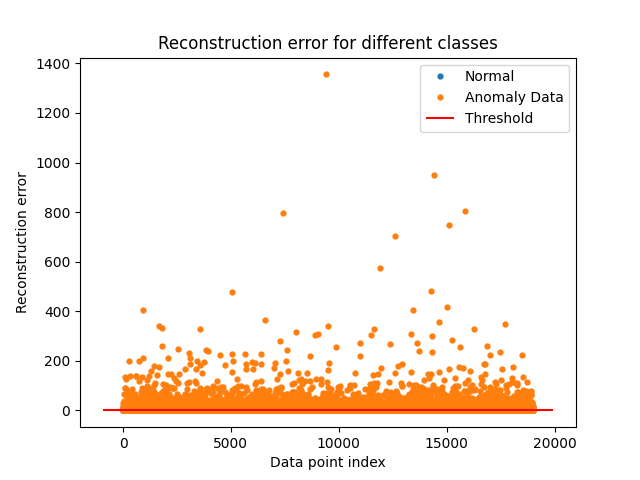 Reconstruction error for different classes
Normal
Anomaly Data
Threshold
Reconstruction error
1400
1200
1000
800
600
400
200
0
0
5000
10000
15000
20000
Data point index